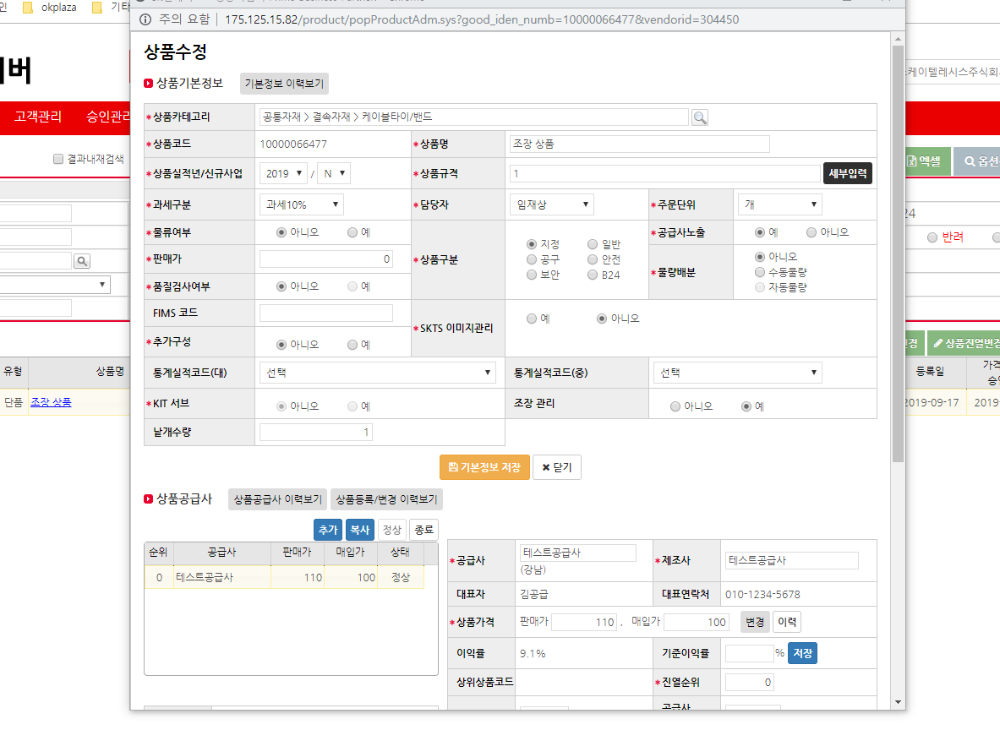 인 okplaza 기타
주의 요함 175.125.15.82/product/popProductAdm.sys?good_iden_numb=10000066477&vendorid=304450
상품수정
버
케이텔레시스주식회
상품기본정보 기본정보 이력보기
고객관리 승인관리
*상품카테고리 공통자재 > 결속자재 > 케이블타이/밴드
*상품코드 10000066477 *상품명 조장 상품
결과내재검색 엑셀 옵션
*상품실적년/신규사업 2019 / N *상품규격 1 세부입력
*과세구분 과세10% *담당자 임재상 *주문단위 개
24
*물류여부 아니오 예 *상품구분 지정 일반 *공급사노출 예 아니오
반려
*판매가 0 공구 안전 *물량배분 아니오
보안 B24 수동물량
자동물량
*품질검사여부 아니오 예
FIMS 코드 *SKTS 이미지관리 예 아니오
*추가구성 아니오 예
경 상품진열변경
유형 상품명 통계실적코드(대) 선택 통계실적코드(중) 선택 등록일 가격
승인
단품 조장 상품 *KIT 서브 아니오 예 조장 관리 아니오 예 2019-09-17 2019-
낱개수량 1
기본정보 저장 닫기
상품공급사 상품공급사 이력보기 상품등록/변경 이력보기
추가 복사 정상 종료
순위 공급사 판매가 매입가 상태
0 테스트공급사 110 100 정상
*공급사 테스트공급사 *제조사 테스트공급사
(강남)
대표자 김공급 대표연락처 010-1234-5678
*상품가격 판매가 110 . 매입가 100 변경 이력
이익률 9.1% 기준이익률 % 저장
상위상품코드 *진열순위 0
공급사